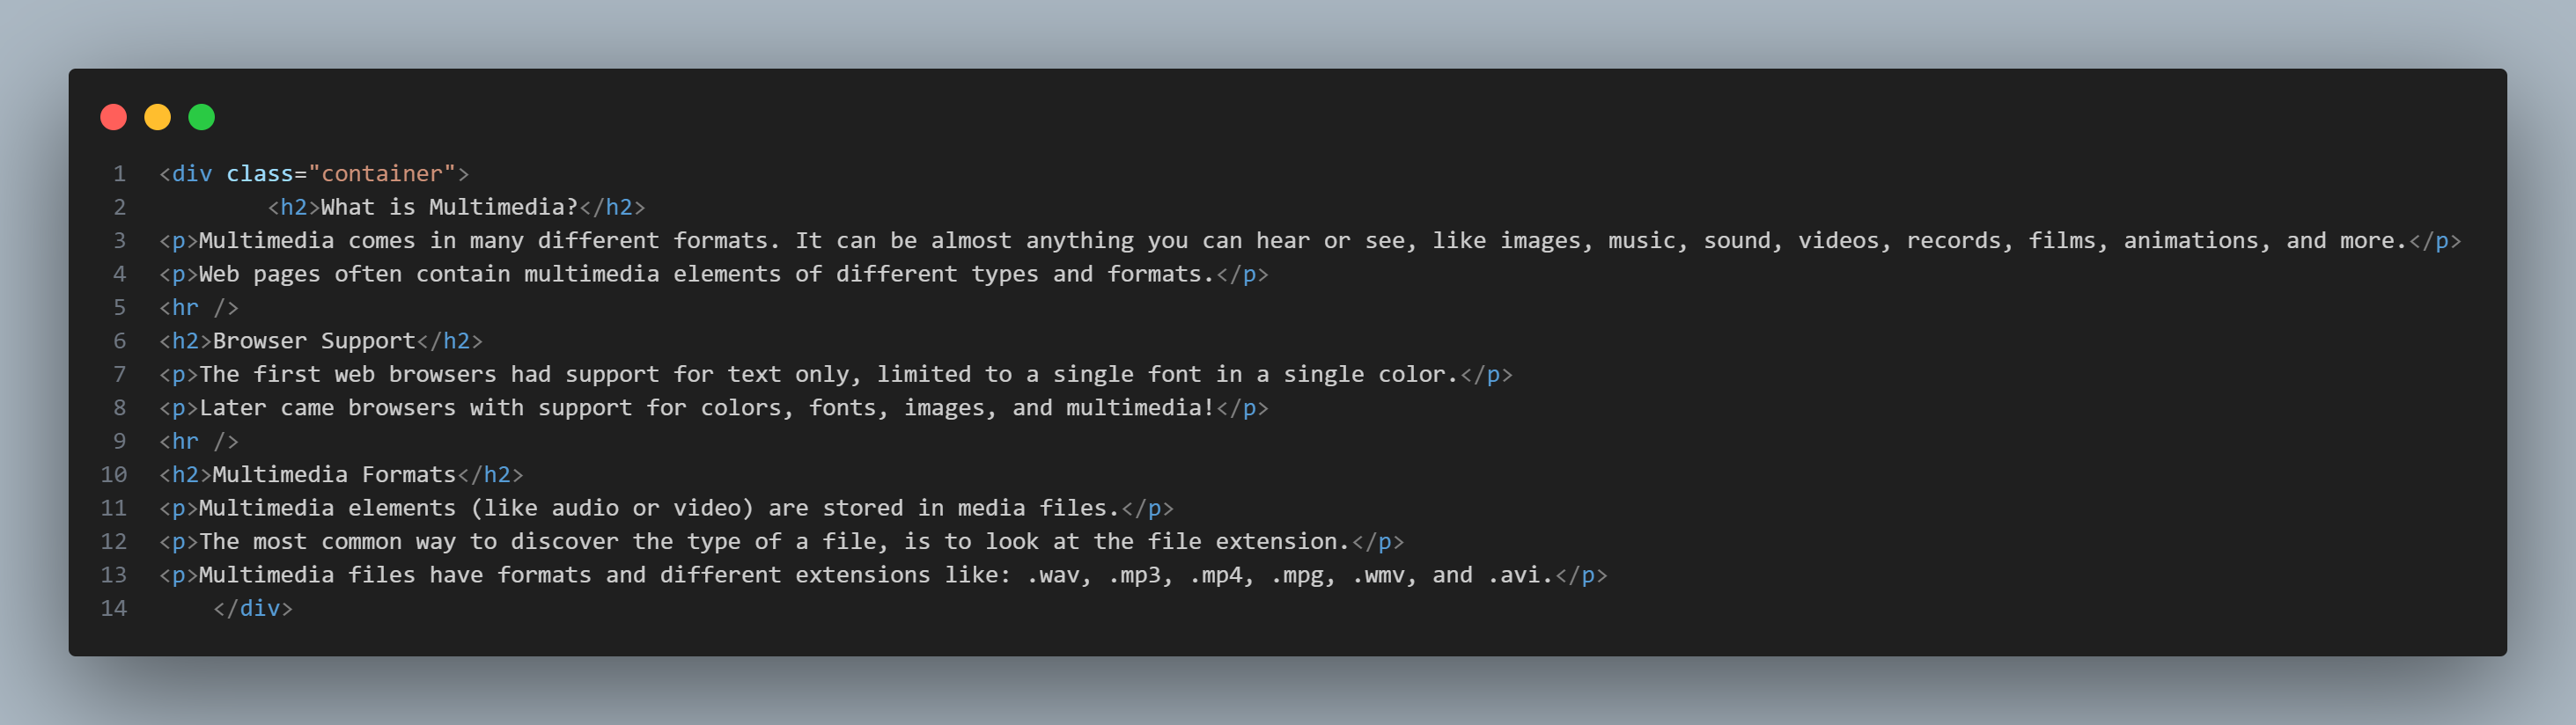 1 <div class="container">
2         <h2>What is Multimedia?</h2>
3 <p>Multimedia comes in many different formats. It can be almost anything you can hear or see, like images, music, sound, videos, records, films, animations, and more.</p>
4 <p>Web pages often contain multimedia elements of different types and formats.</p>
5 <hr />
6 <h2>Browser Support</h2>
7 <p>The first web browsers had support for text only, limited to a single font in a single color.</p>
8 <p>Later came browsers with support for colors, fonts, images, and multimedia!</p>
9 <hr />
10 <h2>Multimedia Formats</h2>
11 <p>Multimedia elements (like audio or video) are stored in media files.</p>
12 <p>The most common way to discover the type of a file, is to look at the file extension.</p>
13 <p>Multimedia files have formats and different extensions like: .wav, .mp3, .mp4, .mpg, .wmv, and .avi.</p>
14     </div>